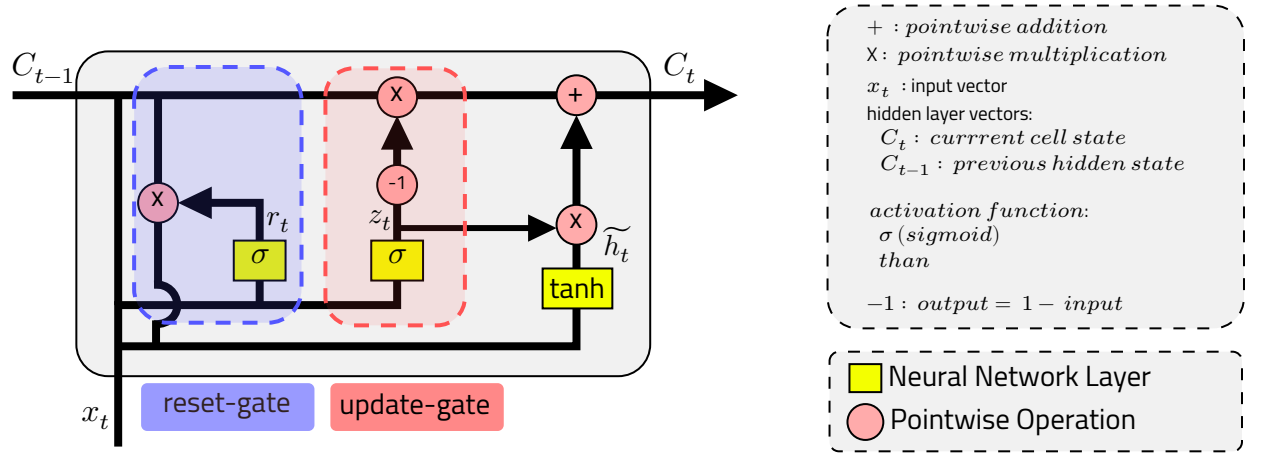 C_{t-1}
C_t
X
+
X
-1
r_t
z_t
X
\widetilde{h}_t
σ
σ
tanh
x_t
reset-gate
update-gate
+ : pointwise addition
X : pointwise multiplication
x_t : input vector
hidden layer vectors:
C_t : currrent cell state
C_{t-1} : previous hidden state
activation function:
σ (sigmoid)
than
-1 : output = 1 - input
Neural Network Layer
Pointwise Operation